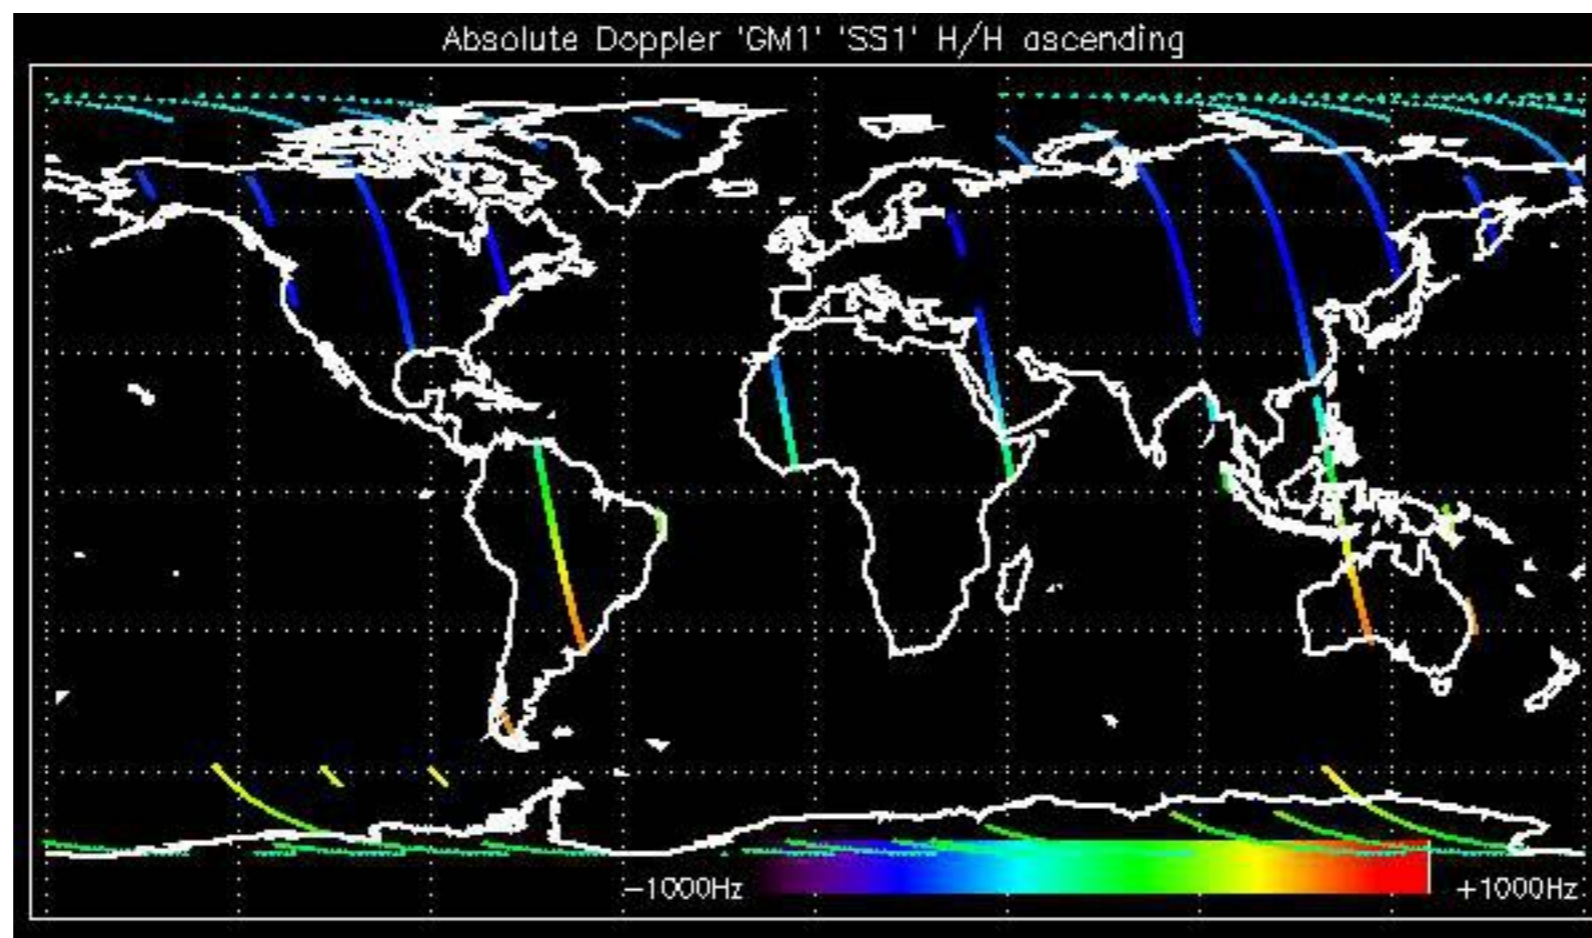 Absolute Doppler 'GM1' 'SS1' H/H ascending
-1000Hz +1000Hz